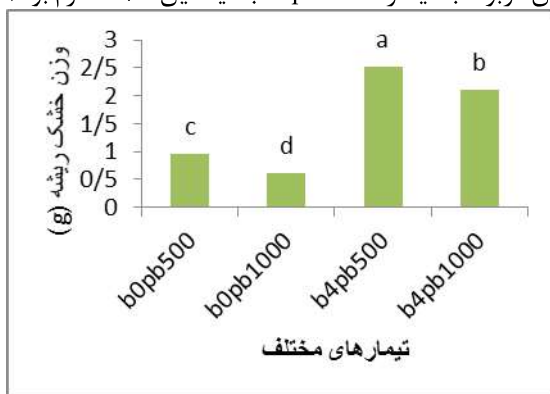 وزن خشک ریشه (g)
3
2/5
2
1/5
1
0/5
0
c
d
a
b
b0pb500
b0pb1000
b4pb500
b4pb1000
تیمارهای مختلف